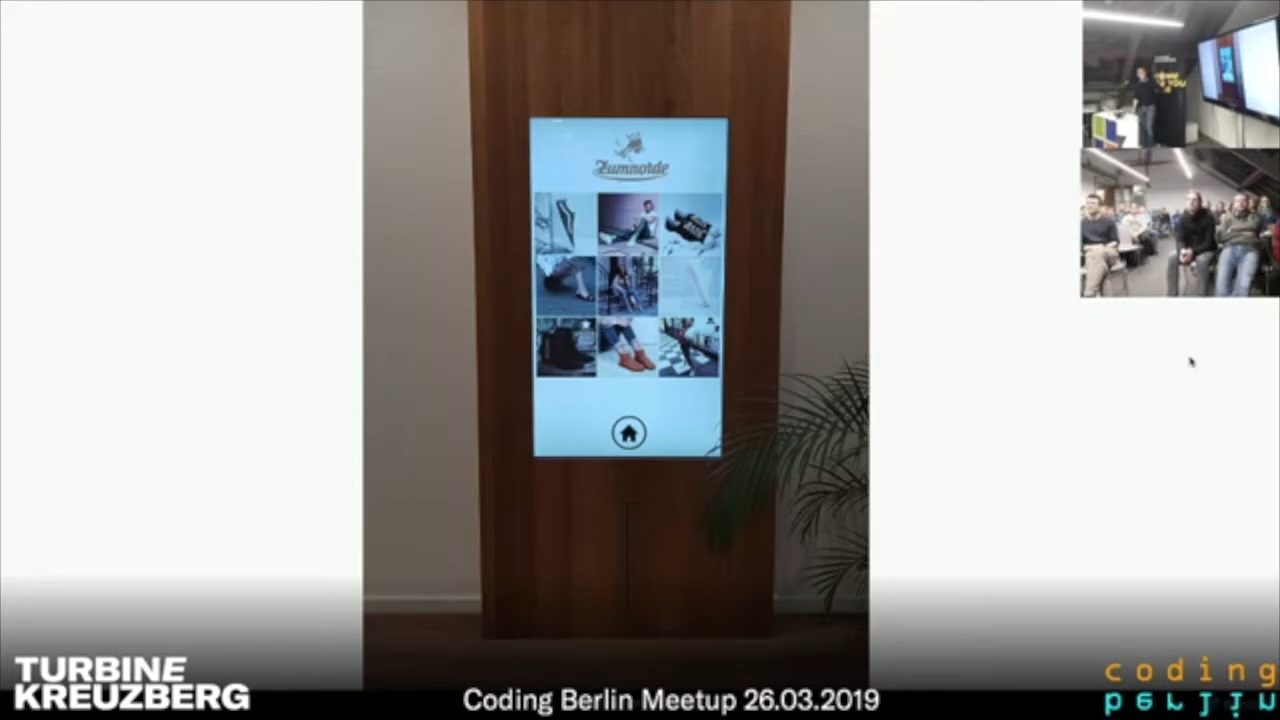 Zumnorde
TURBINE
KREUZBERG
Coding Berlin Meetup 26.03.2019
coding
berlin